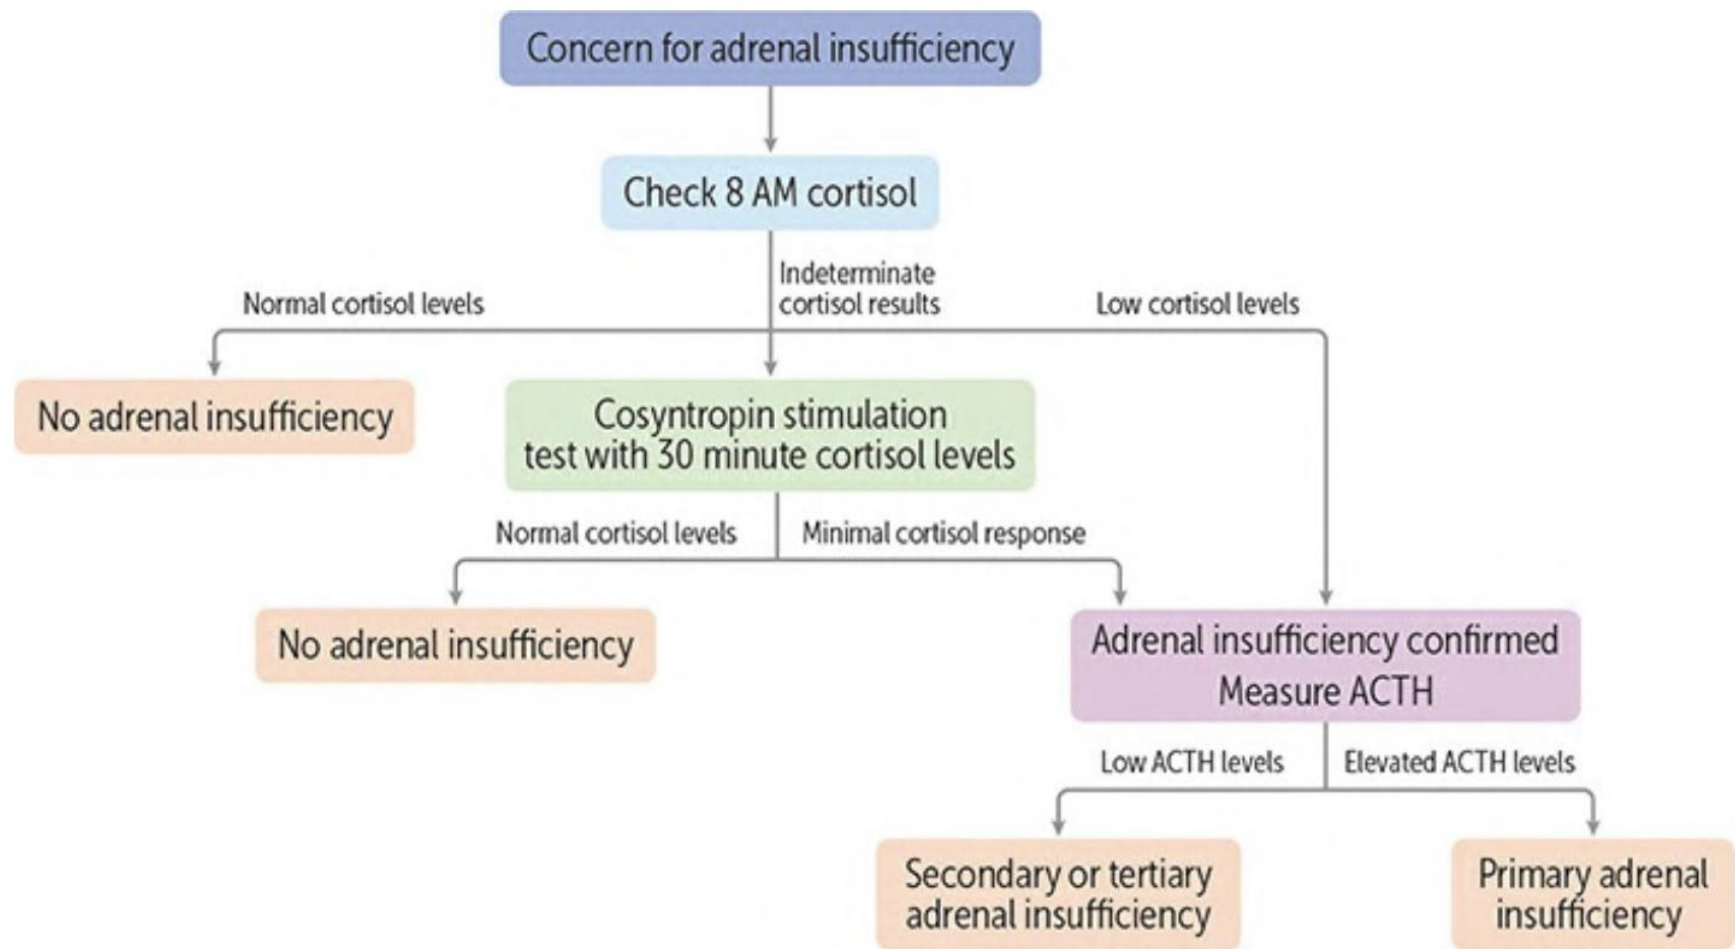 Concern for adrenal insufficiency
Check 8 AM cortisol
Normal cortisol levels
Indeterminate
cortisol results
Low cortisol levels
No adrenal insufficiency
Cosyntropin stimulation
test with 30 minute cortisol levels
Normal cortisol levels
Minimal cortisol response
No adrenal insufficiency
Adrenal insufficiency confirmed
Measure ACTH
Low ACTH levels
Elevated ACTH levels
Secondary or tertiary
adrenal insufficiency
Primary adrenal
insufficiency